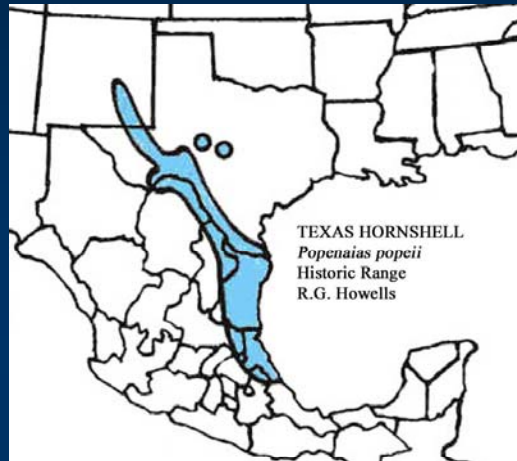 TEXAS HORNSHELL
Popenaias popeii
Historic Range
R.G. Howells